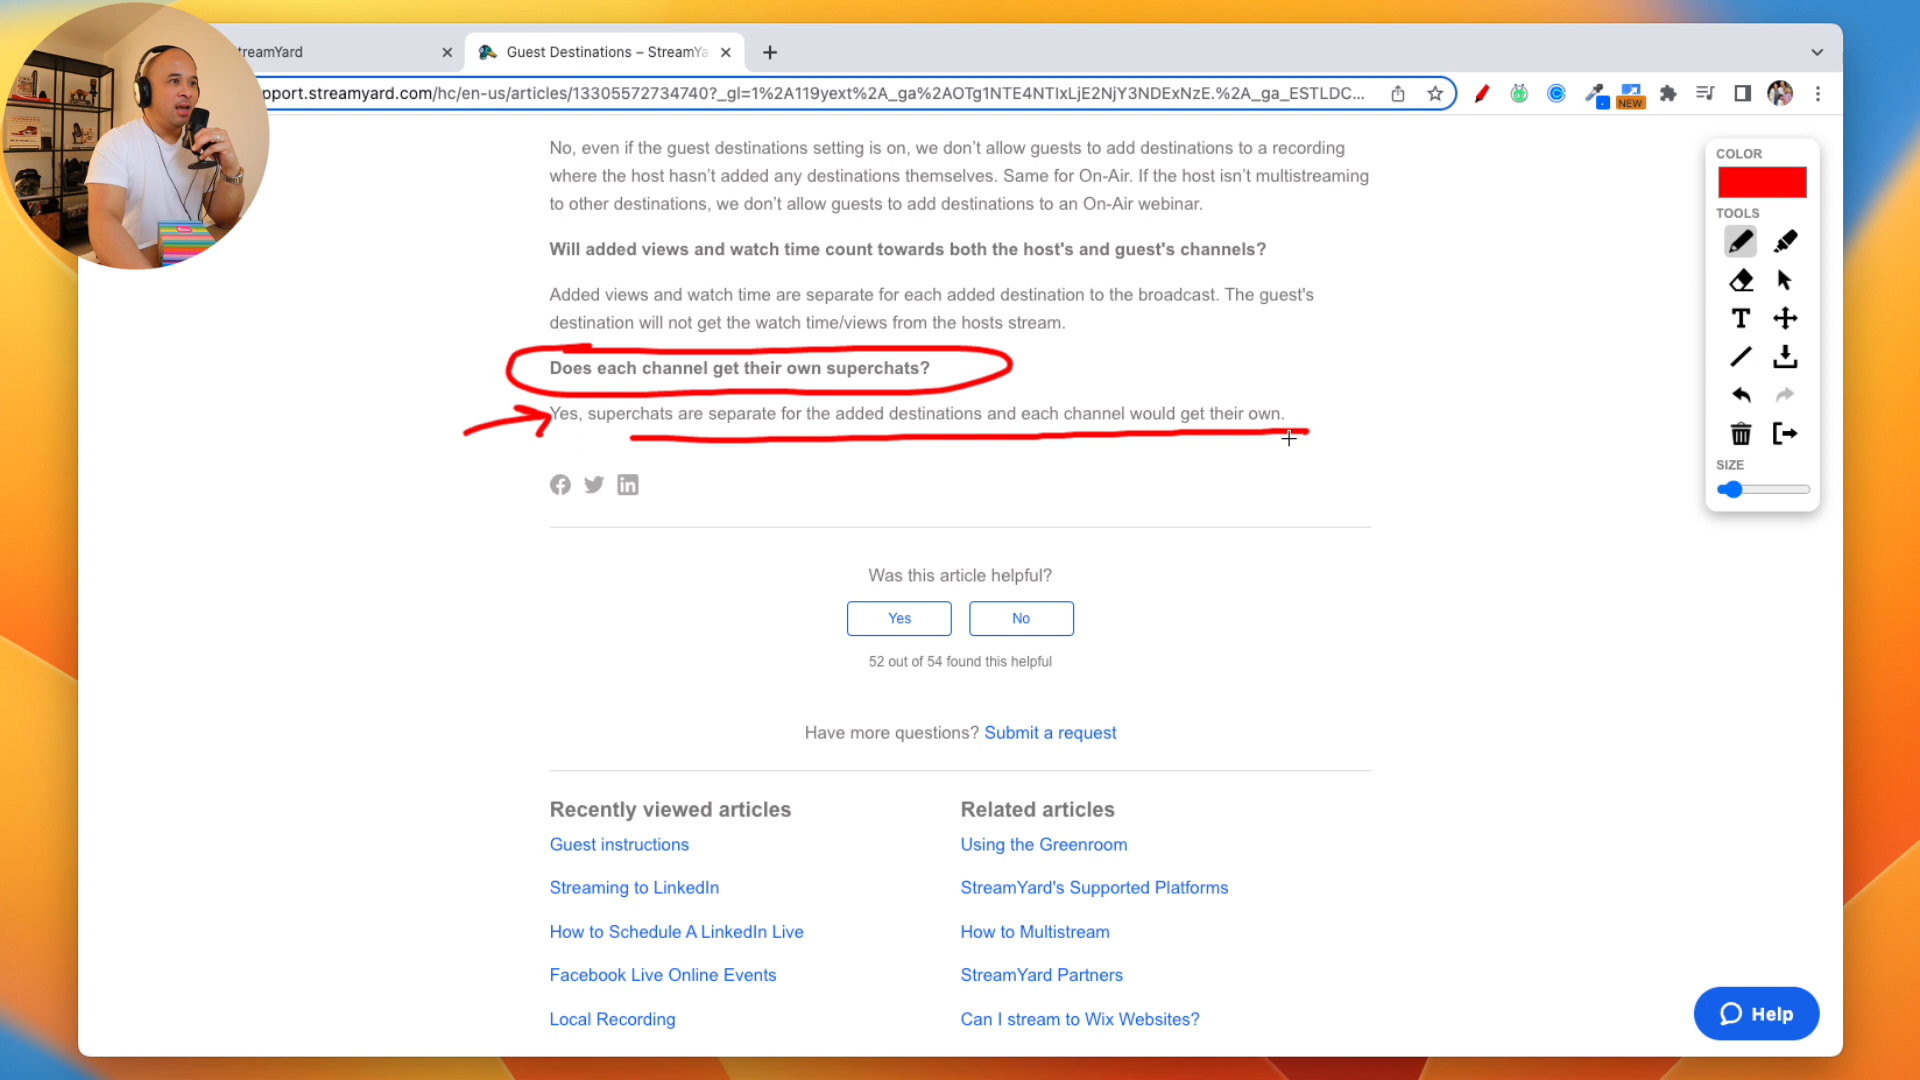 treamYard
Guest Destinations – StreamYa
pport.streamyard.com/hc/en-us/articles/13305572734740?_gl=1%2A119yext%2A_ga%2AOTg1NTE4NTIxLjE2NjY3NDExNzE.%2A_ga_ESTLDC...
NEW
No, even if the guest destinations setting is on, we don’t allow guests to add destinations to a recording
where the host hasn’t added any destinations themselves. Same for On-Air. If the host isn’t multistreaming
to other destinations, we don’t allow guests to add destinations to an On-Air webinar.
Will added views and watch time count towards both the host's and guest's channels?
Added views and watch time are separate for each added destination to the broadcast. The guest's
destination will not get the watch time/views from the hosts stream.
Does each channel get their own superchats?
Yes, superchats are separate for the added destinations and each channel would get their own.
COLOR
TOOLS
SIZE
Was this article helpful?
Yes
No
52 out of 54 found this helpful
Have more questions? Submit a request
Recently viewed articles
Guest instructions
Streaming to LinkedIn
How to Schedule A LinkedIn Live
Facebook Live Online Events
Local Recording
Related articles
Using the Greenroom
StreamYard's Supported Platforms
How to Multistream
StreamYard Partners
Can I stream to Wix Websites?
Help